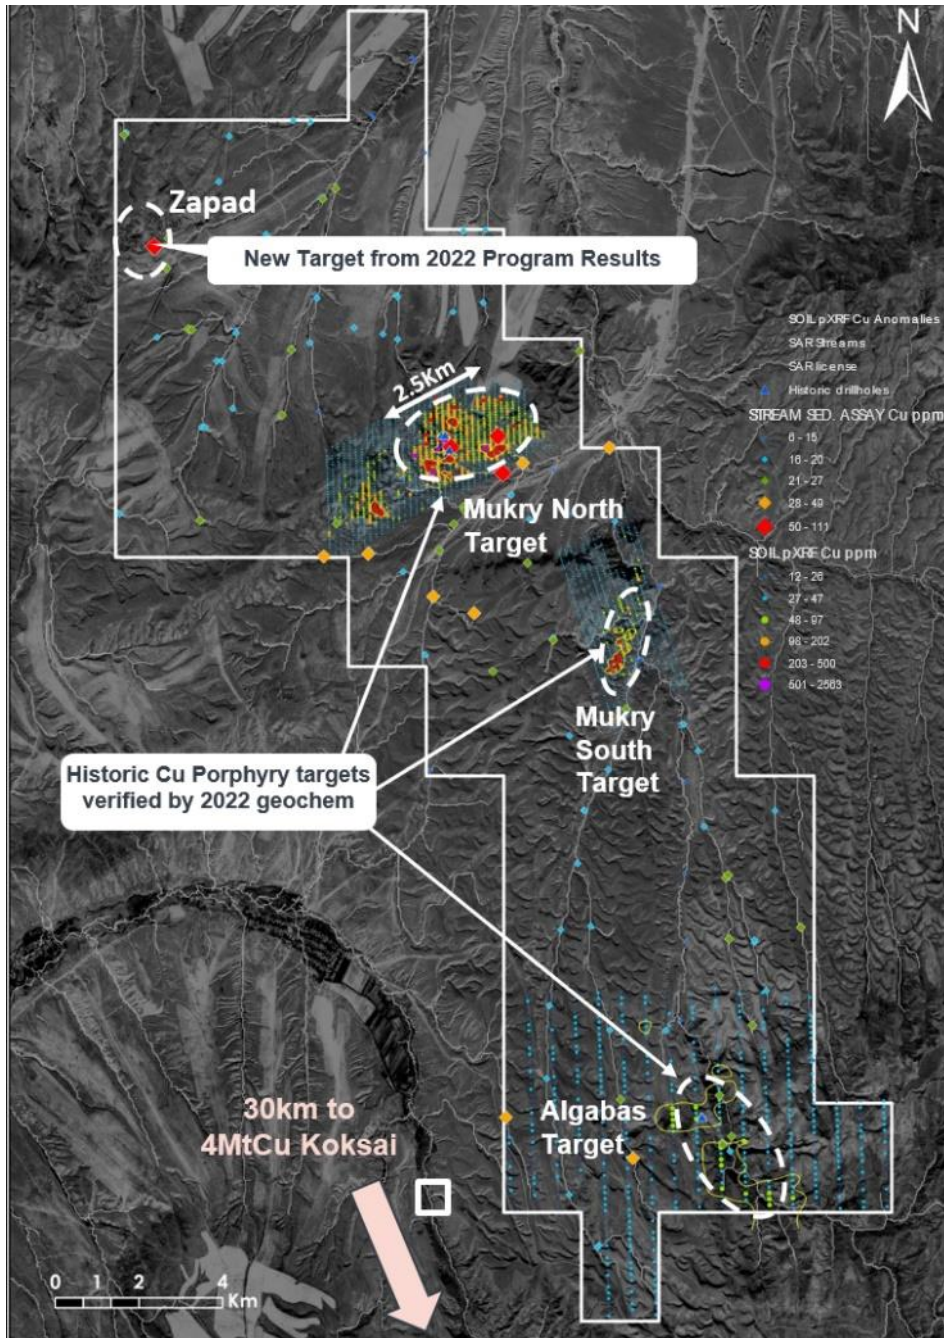 N
Zapad
New Target from 2022 Program Results
SOIL pXRF Cu Anomalies
SAR Streams
SAR license
Historic drillholes
STREAM SED. ASSAY Cu ppm
6 - 15
16 - 20
21 - 27
28 - 49
50 - 111
SOIL pXRF Cu ppm
12 - 26
27 - 47
48 - 97
98 - 202
203 - 500
501 - 2563
2.5Km
Mukry North
Target
Mukry
South
Target
Historic Cu Porphyry targets
verified by 2022 geochem
Algabas
Target
30km to
4MtCu Koksai
0 1 2 4
Km